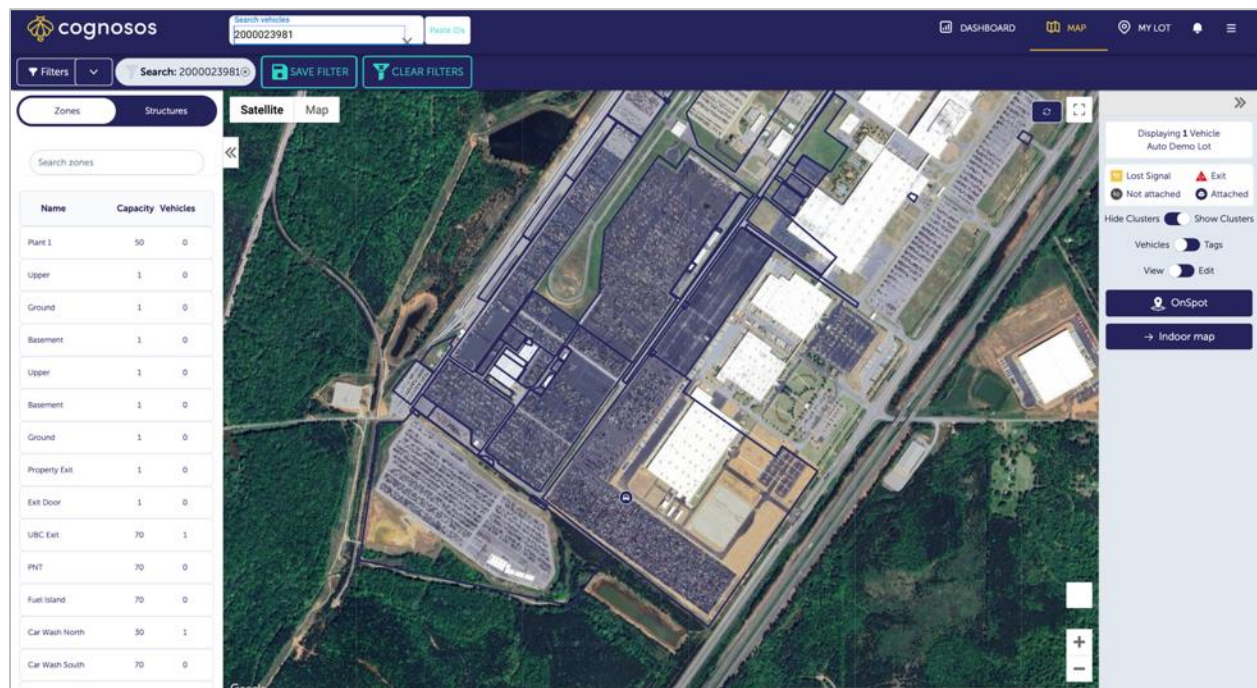 cognosos
Search vehicles
2000023981
Paste IDs
DASHBOARD
MAP
MY LOT
Filters
Search: 2000023981
SAVE FILTER
CLEAR FILTERS
Zones
Structures
Search zones
Name Capacity Vehicles
Plant 1 50 0
Upper 1 0
Ground 1 0
Basement 1 0
Upper 1 0
Basement 1 0
Ground 1 0
Property Exit 1 0
Exit Door 1 0
UBC Exit 70 1
PNT 70 0
Fuel Island 70 0
Car Wash North 30 1
Car Wash South 70 0
Satellite Map
Displaying 1 Vehicle
Auto Demo Lot
Lost Signal Exit
Not attached Attached
Hide Clusters Show Clusters
Vehicles Tags
View Edit
OnSpot
→ Indoor map
+
−